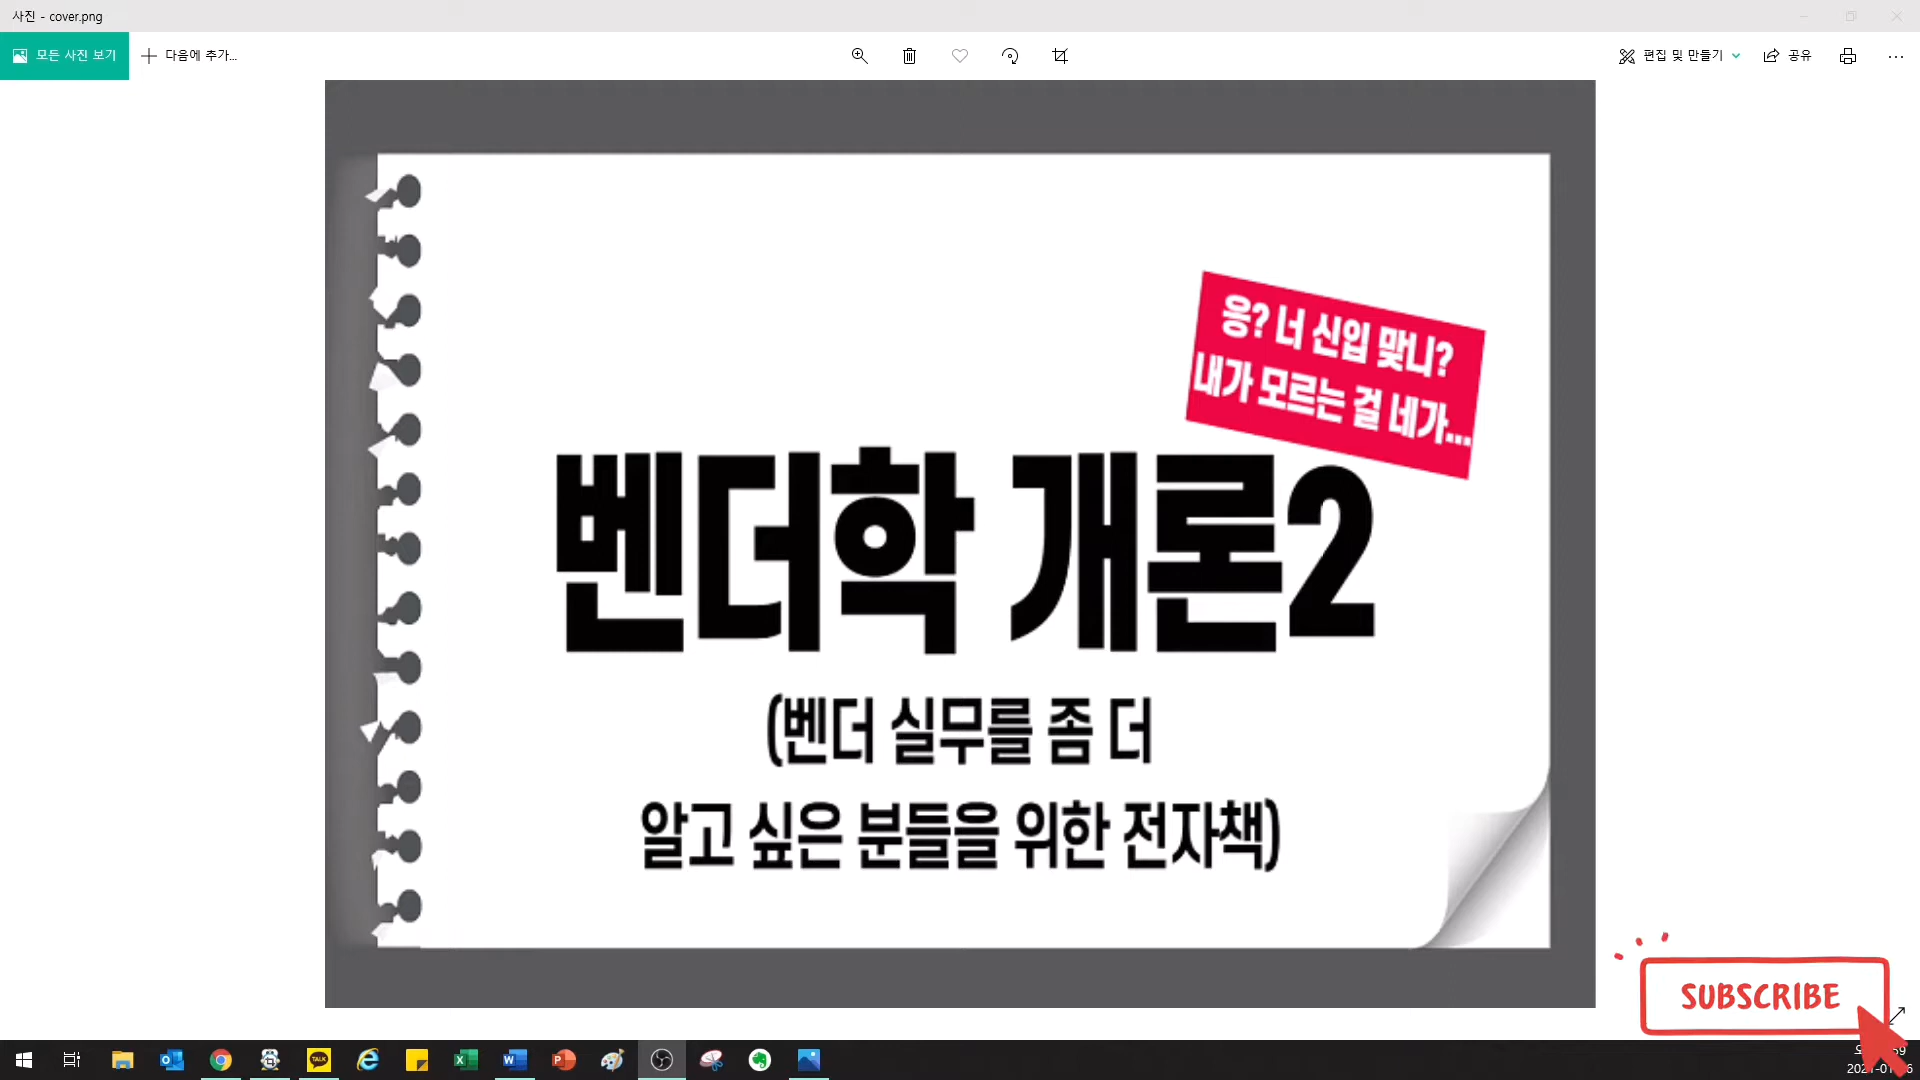 사진 - cover.png
모든 사진 보기
다음에 추가...
편집 및 만들기
공유
응? 너 신입 맞니?
내가 모르는 걸 네가...
벤더학 개론2
(벤더 실무를 좀 더
알고 싶은 분들을 위한 전자책)
SUBSCRIBE
TALK